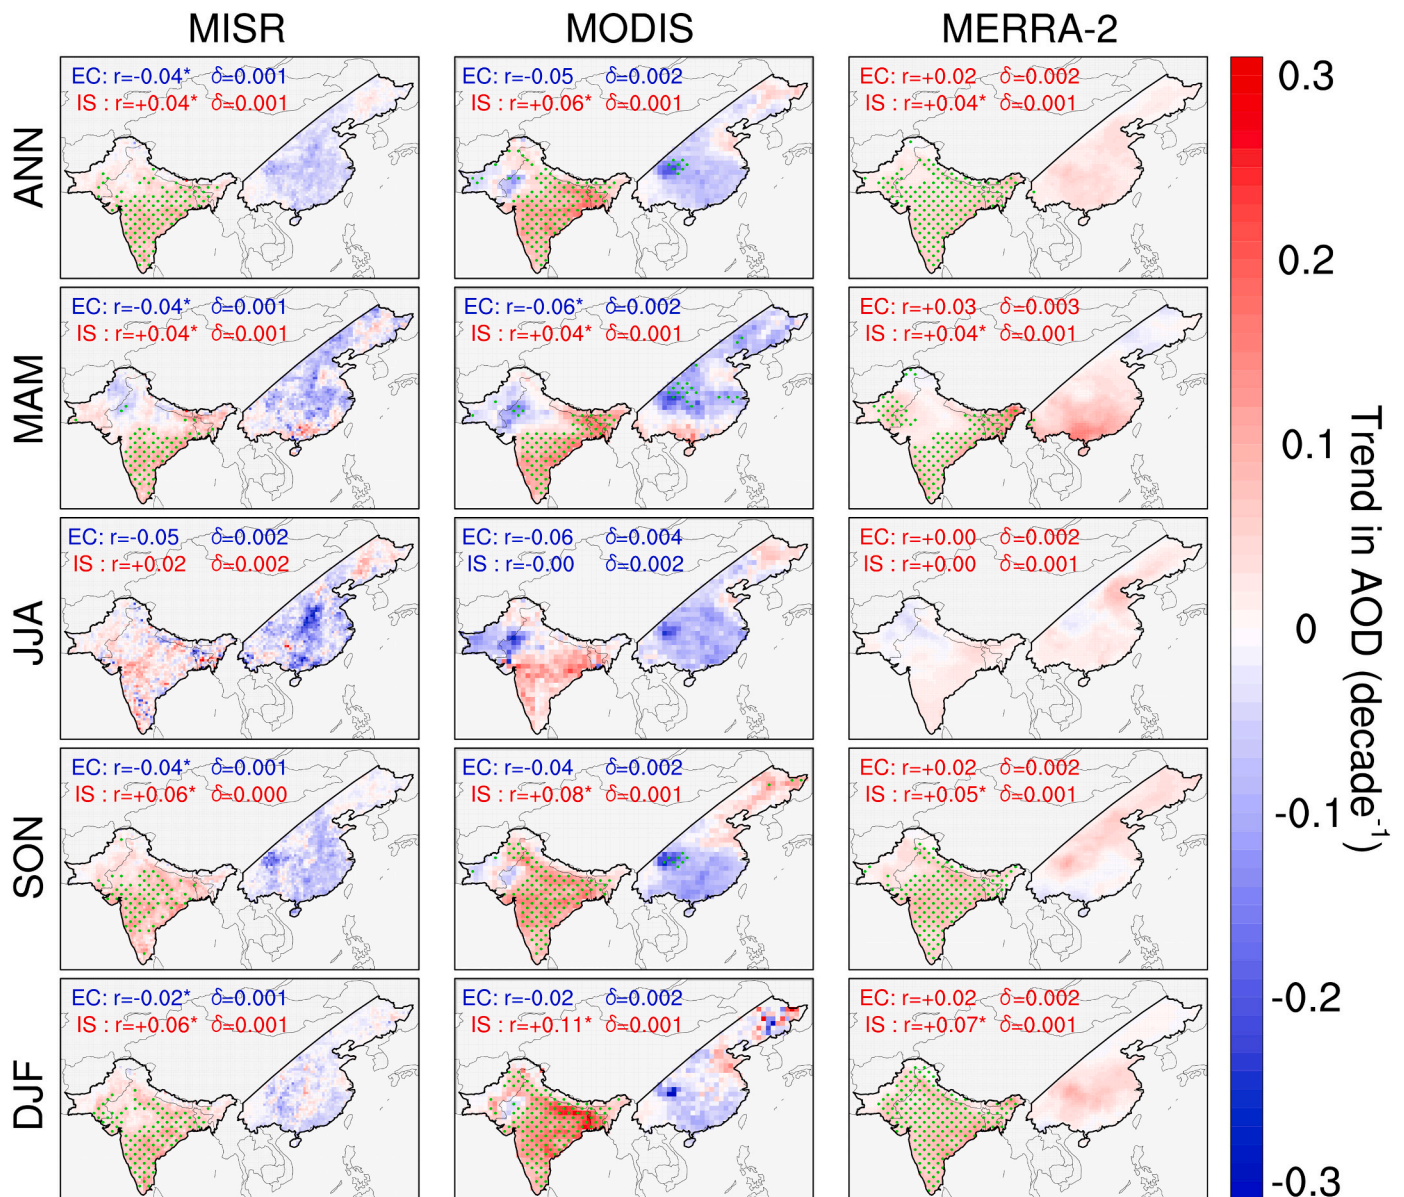 MISR MODIS MERRA-2
ANN
EC: r=-0.04* δ=0.001
IS : r=+0.04* δ=0.001
EC: r=-0.05 δ=0.002
IS : r=+0.06* δ=0.001
EC: r=+0.02 δ=0.002
IS : r=+0.04* δ=0.001
MAM
EC: r=-0.04* δ=0.001
IS : r=+0.04* δ=0.001
EC: r=-0.06* δ=0.002
IS : r=+0.04* δ=0.001
EC: r=+0.03 δ=0.003
IS : r=+0.04* δ=0.001
JJA
EC: r=-0.05 δ=0.002
IS : r=+0.02 δ=0.002
EC: r=-0.06 δ=0.004
IS : r=-0.00 δ=0.002
EC: r=+0.00 δ=0.002
IS : r=+0.00 δ=0.001
SON
EC: r=-0.04* δ=0.001
IS : r=+0.06* δ=0.000
EC: r=-0.04 δ=0.002
IS : r=+0.08* δ=0.001
EC: r=+0.02 δ=0.002
IS : r=+0.05* δ=0.001
DJF
EC: r=-0.02* δ=0.001
IS : r=+0.06* δ=0.001
EC: r=-0.02 δ=0.002
IS : r=+0.11* δ=0.001
EC: r=+0.02 δ=0.002
IS : r=+0.07* δ=0.001
0.3
0.2
0.1
0
-0.1
-0.2
-0.3
Trend in AOD (decade⁻¹)